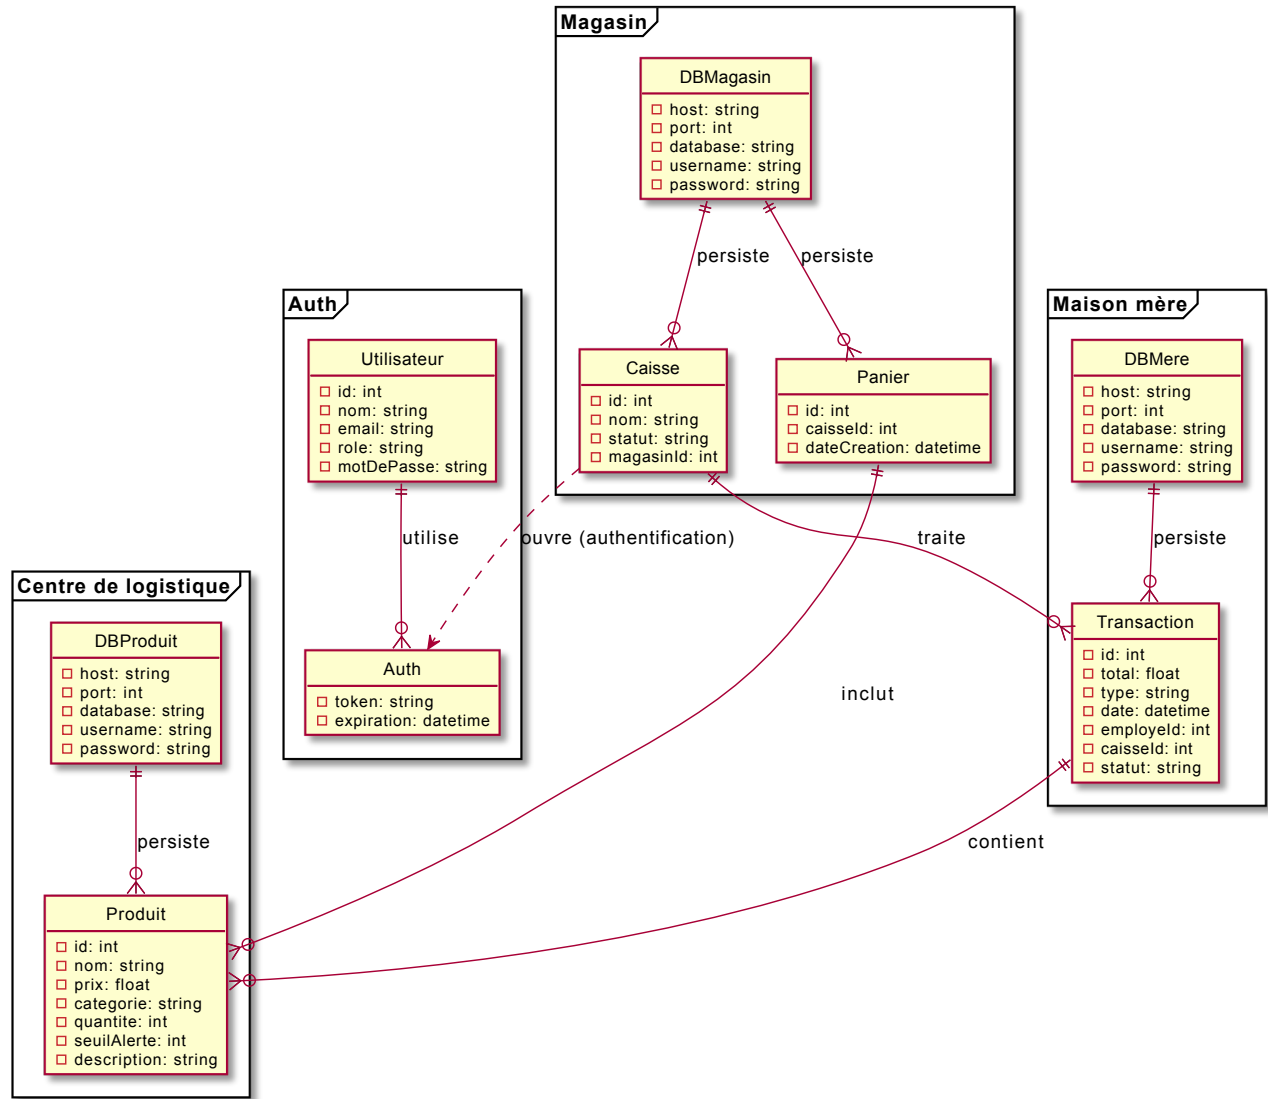 Magasin
DBMagasin
host: string
port: int
database: string
username: string
password: string
persiste
persiste
Caisse
id: int
nom: string
statut: string
magasinId: int
Panier
id: int
caisseId: int
dateCreation: datetime
Auth
Utilisateur
id: int
nom: string
email: string
role: string
motDePasse: string
utilise
ouvre (authentification)
Auth
token: string
expiration: datetime
Maison mère
DBMere
host: string
port: int
database: string
username: string
password: string
persiste
traite
Transaction
id: int
total: float
type: string
date: datetime
employeId: int
caisseId: int
statut: string
inclut
contient
Centre de logistique
DBProduit
host: string
port: int
database: string
username: string
password: string
persiste
Produit
id: int
nom: string
prix: float
categorie: string
quantite: int
seuilAlerte: int
description: string